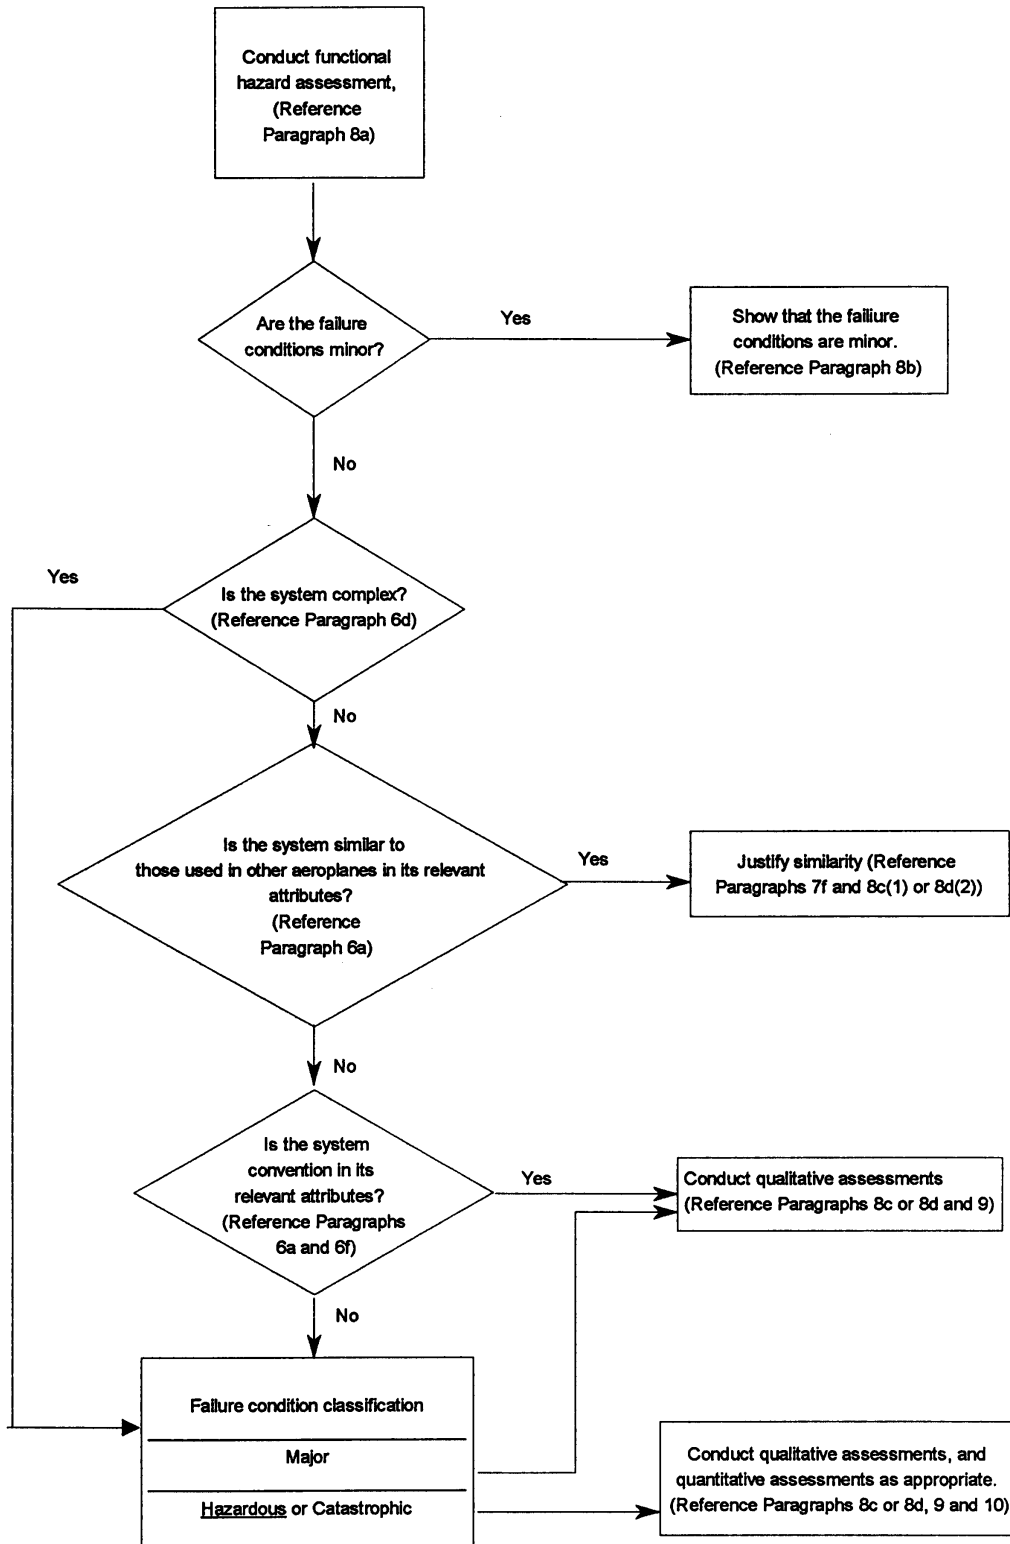 Conduct functional
hazard assessment,
(Reference
Paragraph 8a)
Are the failure
conditions minor?
Yes
Show that the failure
conditions are minor.
(Reference Paragraph 8b)
No
Yes
Is the system complex?
(Reference Paragraph 6d)
No
Is the system similar to
those used in other aeroplanes in its relevant
attributes?
(Reference
Paragraph 6a)
Yes
Justify similarity (Reference
Paragraphs 7f and 8c(1) or 8d(2))
No
Is the system
convention in its
relevant attributes?
(Reference Paragraphs
6a and 6f)
Yes
Conduct qualitative assessments
(Reference Paragraphs 8c or 8d and 9)
No
Failure condition classification
Major
Hazardous or Catastrophic
Conduct qualitative assessments, and
quantitative assessments as appropriate.
(Reference Paragraphs 8c or 8d, 9 and 10)